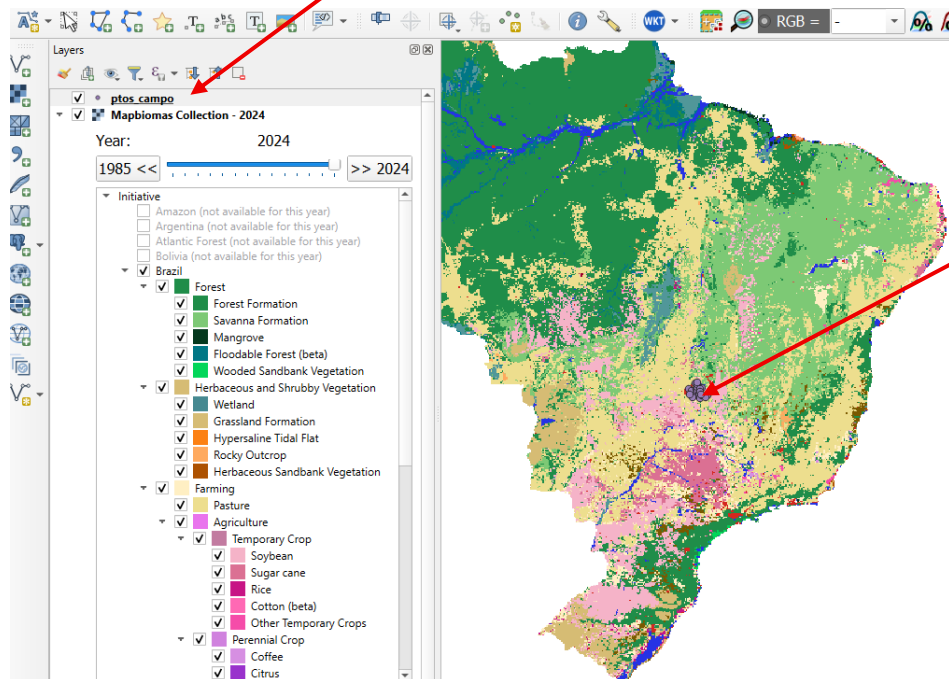 WKT
RGB =
-
Layers
ptos_campo
Mapbiomas Collection - 2024
Year: 2024
1985 << >> 2024
Initiative
Amazon (not available for this year)
Argentina (not available for this year)
Atlantic Forest (not available for this year)
Bolivia (not available for this year)
Brazil
Forest
Forest Formation
Savanna Formation
Mangrove
Floodable Forest (beta)
Wooded Sandbank Vegetation
Herbaceous and Shrubby Vegetation
Wetland
Grassland Formation
Hypersaline Tidal Flat
Rocky Outcrop
Herbaceous Sandbank Vegetation
Farming
Pasture
Agriculture
Temporary Crop
Soybean
Sugar cane
Rice
Cotton (beta)
Other Temporary Crops
Perennial Crop
Coffee
Citrus